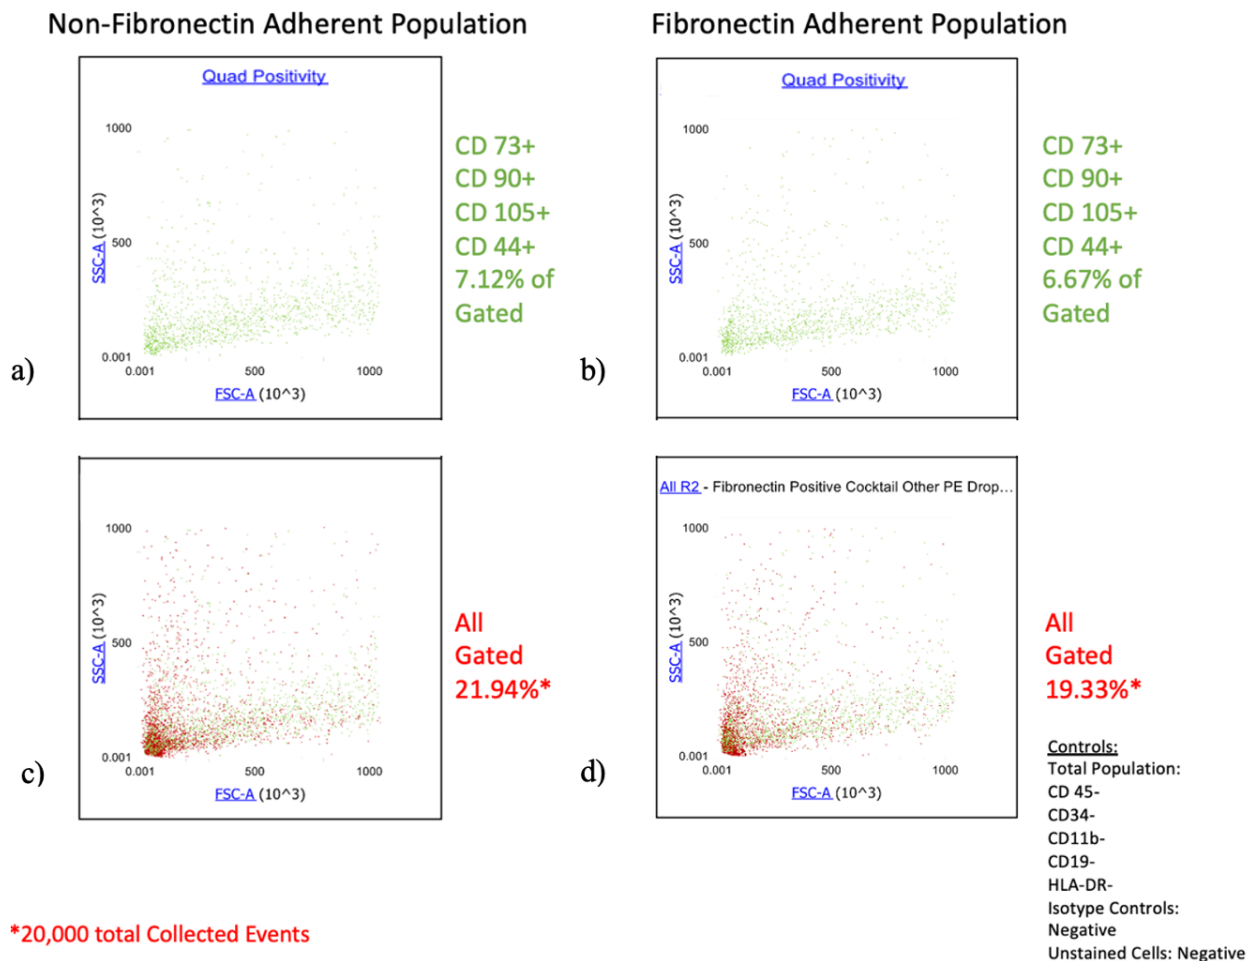 Non-Fibronectin Adherent Population
Fibronectin Adherent Population
Quad Positivity
1000
500
0.001
SSC-A (10^3)
0.001
500
1000
FSC-A (10^3)
a)
CD 73+
CD 90+
CD 105+
CD 44+
7.12% of
Gated
Quad Positivity
1000
500
0.001
SSC-A (10^3)
0.001
500
1000
FSC-A (10^3)
b)
CD 73+
CD 90+
CD 105+
CD 44+
6.67% of
Gated
1000
500
0.001
SSC-A (10^3)
0.001
500
1000
FSC-A (10^3)
c)
All
Gated
21.94%*
All R2 - Fibronectin Positive Cocktail Other PE Drop...
1000
500
0.001
SSC-A (10^3)
0.001
500
1000
FSC-A (10^3)
d)
All
Gated
19.33%*
Controls:
Total Population:
CD 45-
CD34-
CD11b-
CD19-
HLA-DR-
Isotype Controls:
Negative
Unstained Cells: Negative
*20,000 total Collected Events